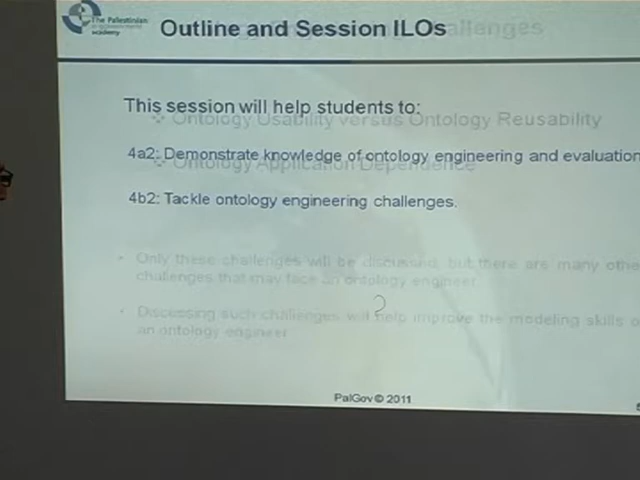 The Palestinian
academy
Outline and Session ILOs
allenges
This session will help students to:
Ontology Usability versus Ontology Reusability
4a2: Demonstrate knowledge of ontology engineering and evaluation
Ontology Application Dependence
4b2: Tackle ontology engineering challenges.
• Only these challenges will be discussed, but there are many othe
challenges that may face an ontology engineer.
• Discussing such challenges will help improve the modeling skills o
an ontology engineer
PalGov © 2011